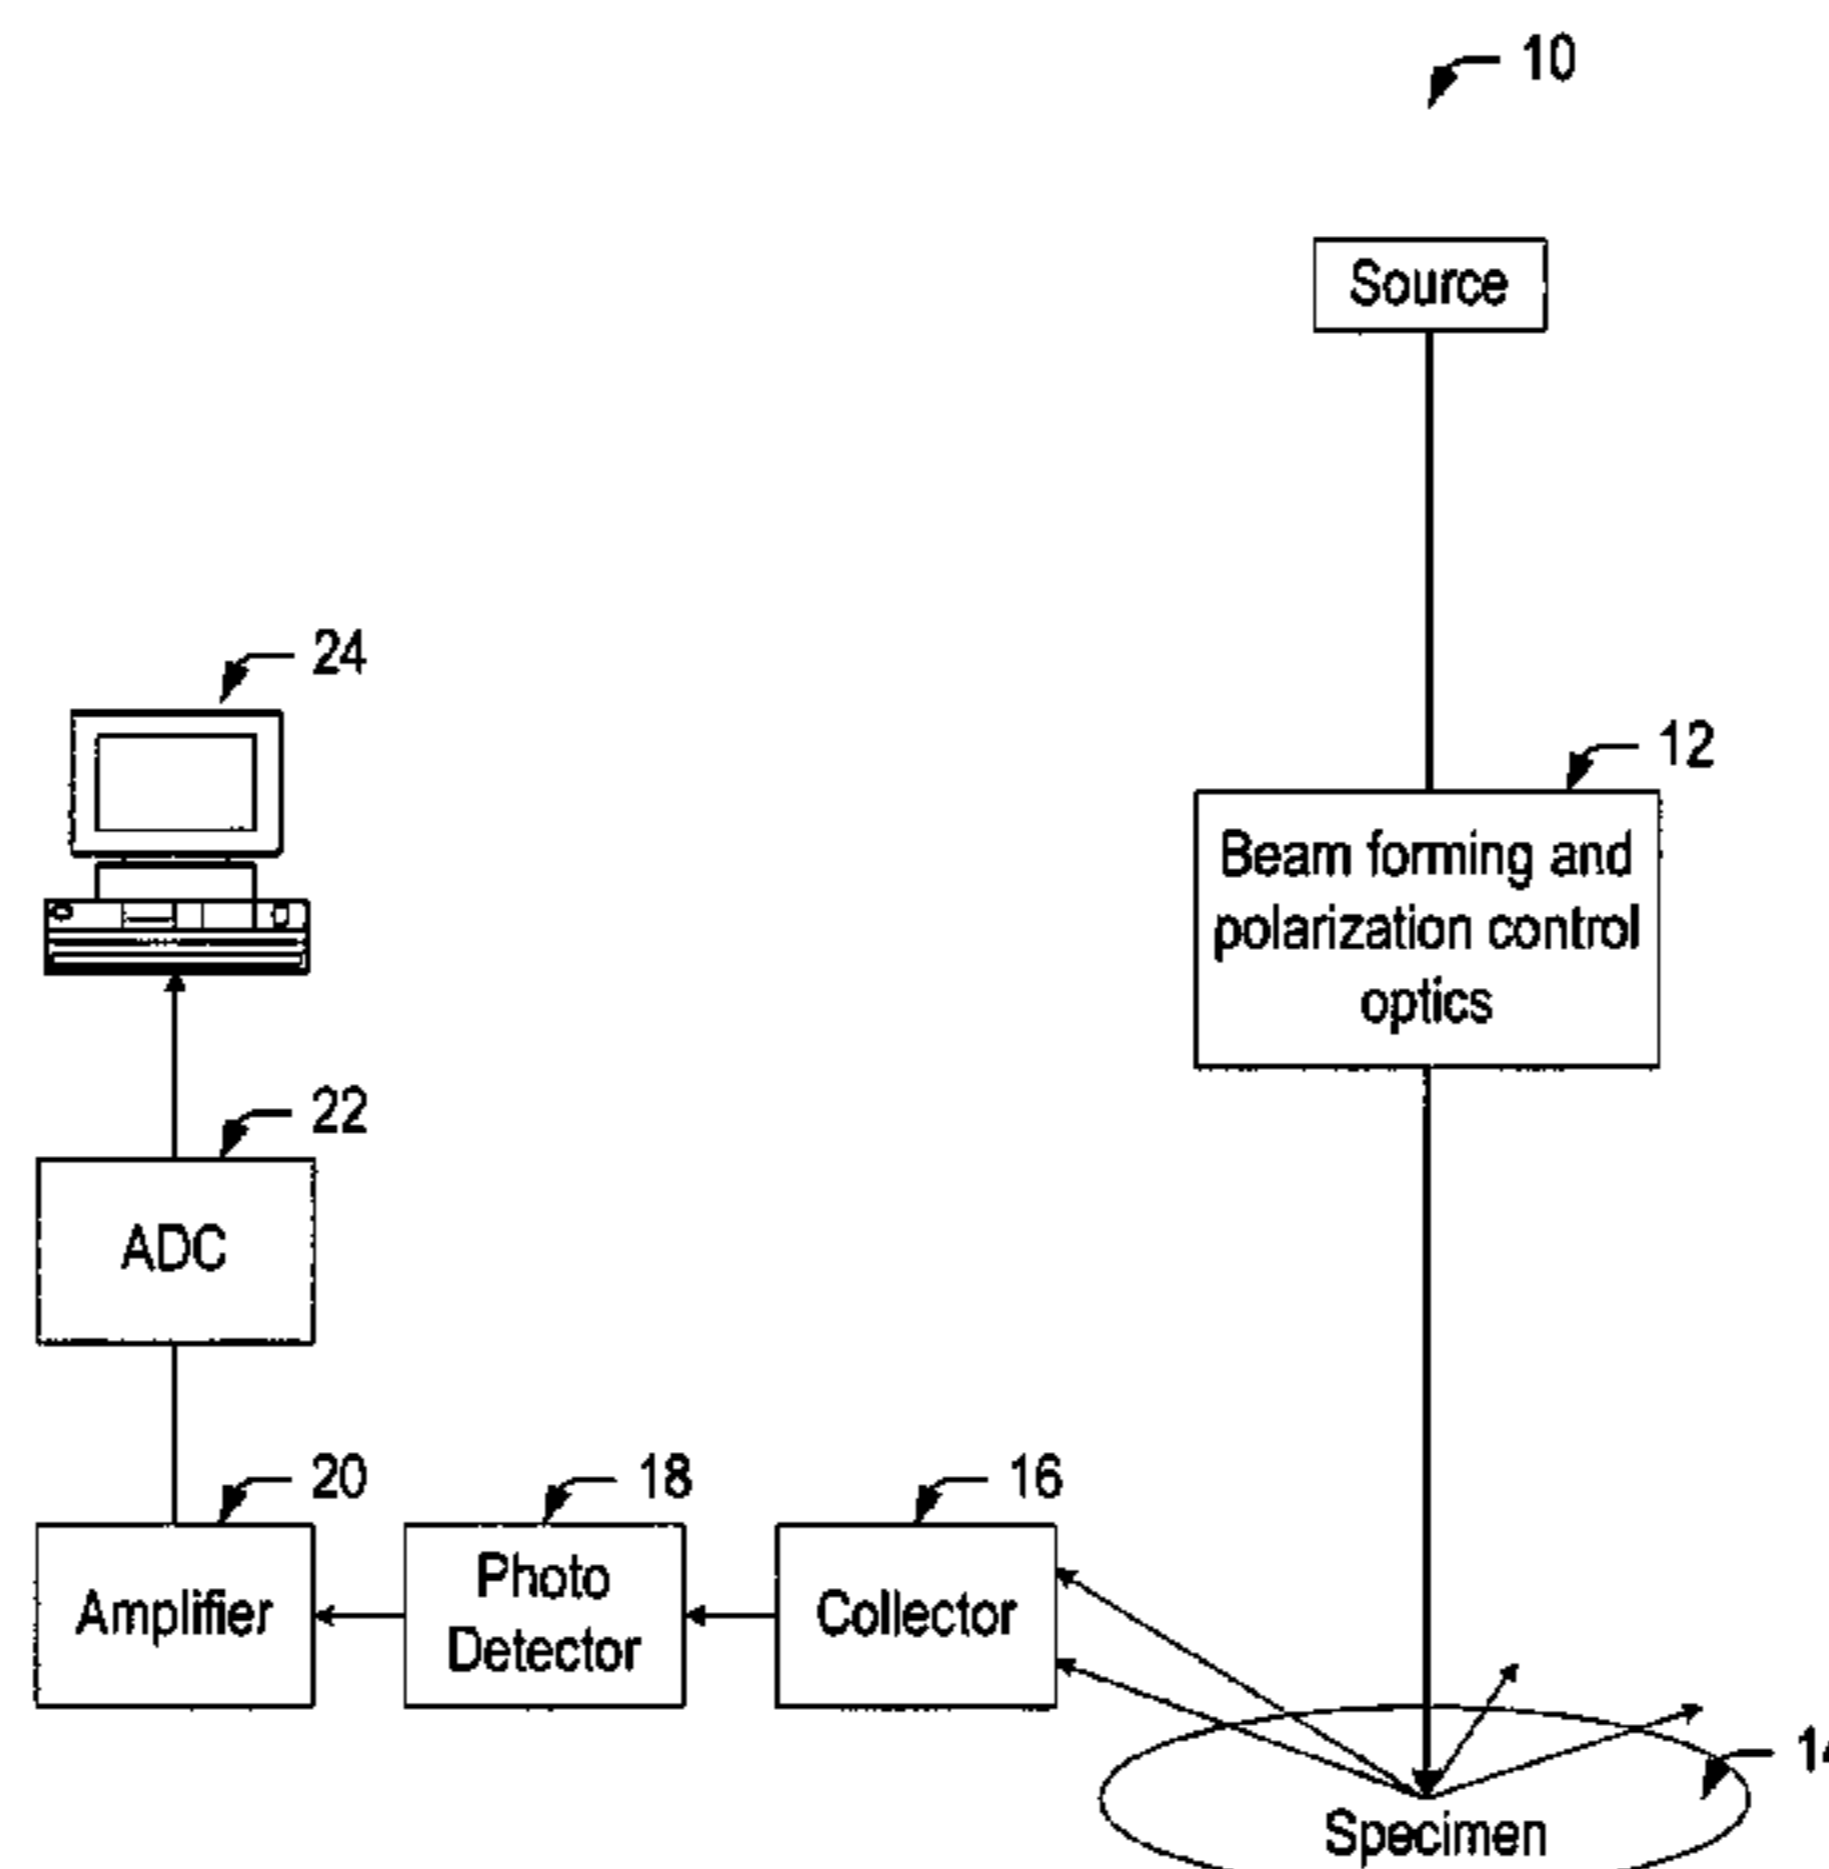 10
Source
24
12
Beam forming and
polarization control
optics
22
ADC
20
18
16
Amplifier
Photo
Detector
Collector
Specimen